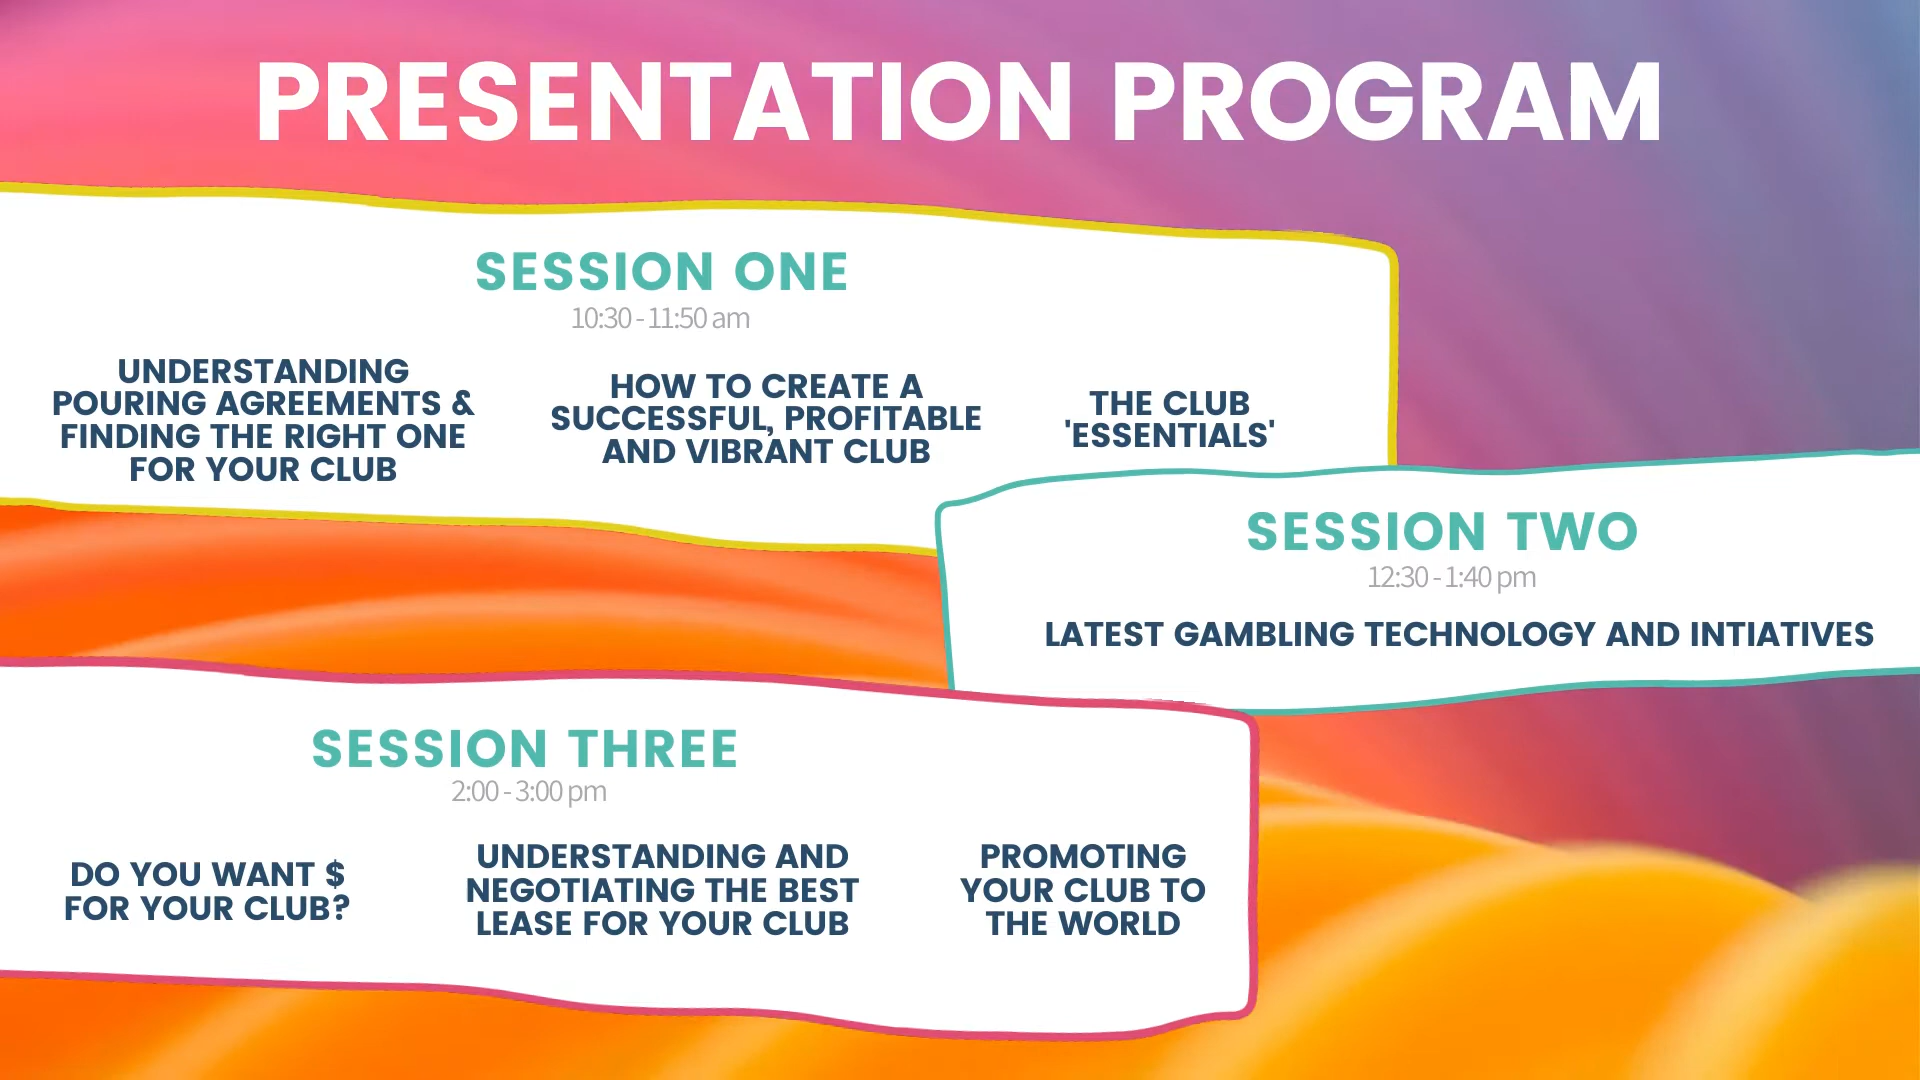 PRESENTATION PROGRAM
SESSION ONE
10:30 - 11:50 am
UNDERSTANDING
POURING AGREEMENTS &
FINDING THE RIGHT ONE
FOR YOUR CLUB
HOW TO CREATE A
SUCCESSFUL, PROFITABLE
AND VIBRANT CLUB
THE CLUB
'ESSENTIALS'
SESSION TWO
12:30 - 1:40 pm
LATEST GAMBLING TECHNOLOGY AND INTIATIVES
SESSION THREE
2:00 - 3:00 pm
DO YOU WANT $
FOR YOUR CLUB?
UNDERSTANDING AND
NEGOTIATING THE BEST
LEASE FOR YOUR CLUB
PROMOTING
YOUR CLUB TO
THE WORLD